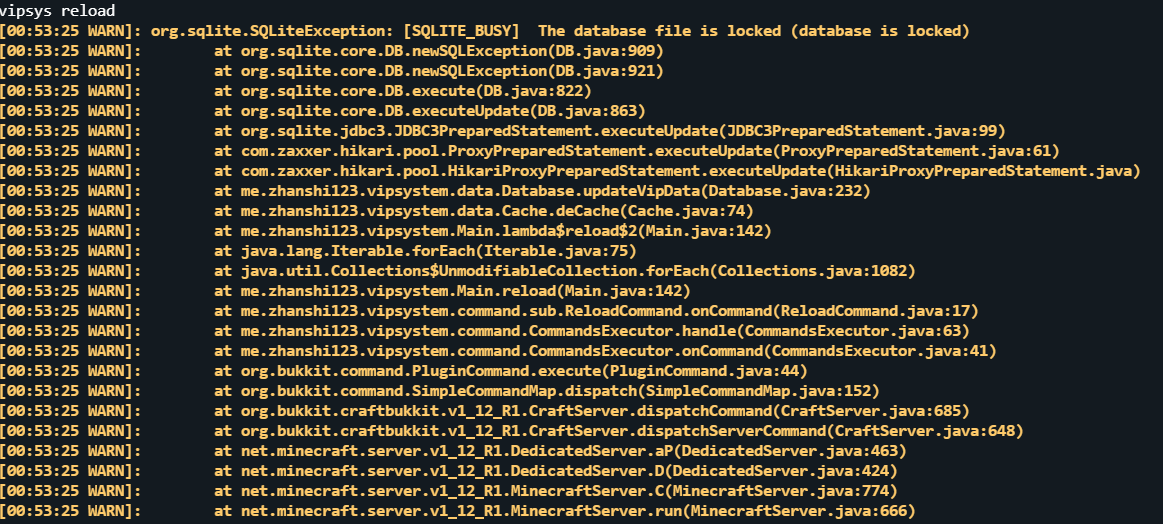 vipsys reload
[00:53:25 WARN]: org.sqlite.SQLiteException: [SQLITE_BUSY]  The database file is locked (database is locked)
[00:53:25 WARN]:        at org.sqlite.core.DB.newSQLException(DB.java:909)
[00:53:25 WARN]:        at org.sqlite.core.DB.newSQLException(DB.java:921)
[00:53:25 WARN]:        at org.sqlite.core.DB.execute(DB.java:822)
[00:53:25 WARN]:        at org.sqlite.core.DB.executeUpdate(DB.java:863)
[00:53:25 WARN]:        at org.sqlite.jdbc3.JDBC3PreparedStatement.executeUpdate(JDBC3PreparedStatement.java:99)
[00:53:25 WARN]:        at com.zaxxer.hikari.pool.ProxyPreparedStatement.executeUpdate(ProxyPreparedStatement.java:61)
[00:53:25 WARN]:        at com.zaxxer.hikari.pool.HikariProxyPreparedStatement.executeUpdate(HikariProxyPreparedStatement.java)
[00:53:25 WARN]:        at me.zhanshi123.vipsystem.data.Database.updateVipData(Database.java:232)
[00:53:25 WARN]:        at me.zhanshi123.vipsystem.data.Cache.deCache(Cache.java:74)
[00:53:25 WARN]:        at me.zhanshi123.vipsystem.Main.lambda$reload$2(Main.java:142)
[00:53:25 WARN]:        at java.lang.Iterable.forEach(Iterable.java:75)
[00:53:25 WARN]:        at java.util.Collections$UnmodifiableCollection.forEach(Collections.java:1082)
[00:53:25 WARN]:        at me.zhanshi123.vipsystem.Main.reload(Main.java:142)
[00:53:25 WARN]:        at me.zhanshi123.vipsystem.command.sub.ReloadCommand.onCommand(ReloadCommand.java:17)
[00:53:25 WARN]:        at me.zhanshi123.vipsystem.command.CommandsExecutor.handle(CommandsExecutor.java:63)
[00:53:25 WARN]:        at me.zhanshi123.vipsystem.command.CommandsExecutor.onCommand(CommandsExecutor.java:41)
[00:53:25 WARN]:        at org.bukkit.command.PluginCommand.execute(PluginCommand.java:44)
[00:53:25 WARN]:        at org.bukkit.command.SimpleCommandMap.dispatch(SimpleCommandMap.java:152)
[00:53:25 WARN]:        at org.bukkit.craftbukkit.v1_12_R1.CraftServer.dispatchCommand(CraftServer.java:685)
[00:53:25 WARN]:        at org.bukkit.craftbukkit.v1_12_R1.CraftServer.dispatchServerCommand(CraftServer.java:648)
[00:53:25 WARN]:        at net.minecraft.server.v1_12_R1.DedicatedServer.aP(DedicatedServer.java:463)
[00:53:25 WARN]:        at net.minecraft.server.v1_12_R1.DedicatedServer.D(DedicatedServer.java:424)
[00:53:25 WARN]:        at net.minecraft.server.v1_12_R1.MinecraftServer.C(MinecraftServer.java:774)
[00:53:25 WARN]:        at net.minecraft.server.v1_12_R1.MinecraftServer.run(MinecraftServer.java:666)